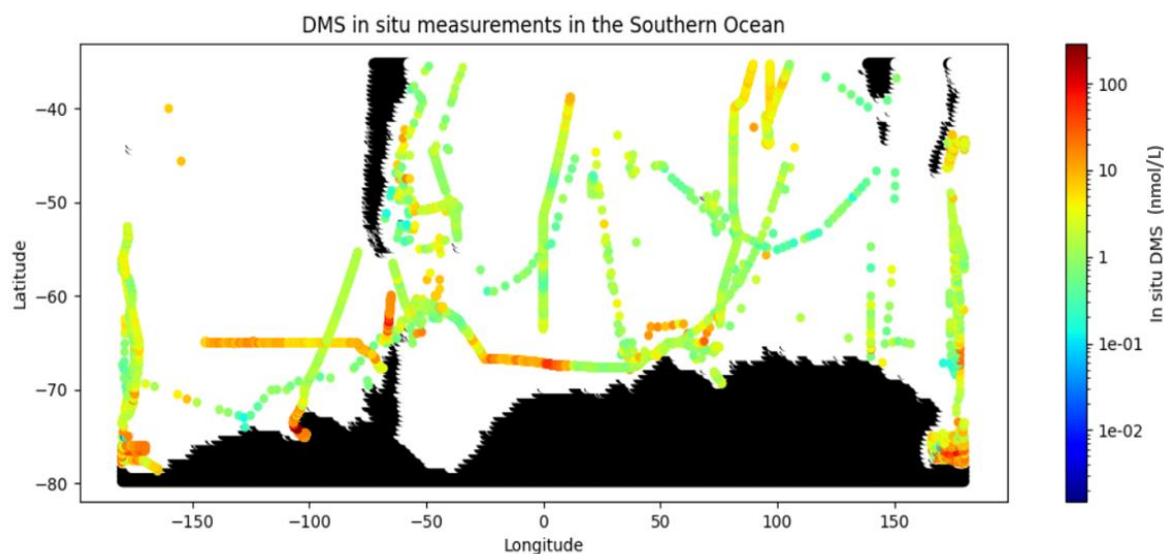 DMS in situ measurements in the Southern Ocean
−40
−50
−60
−70
−80
Latitude
−150
−100
−50
0
50
100
150
Longitude
100
10
1
1e-01
1e-02
In situ DMS (nmol/L)